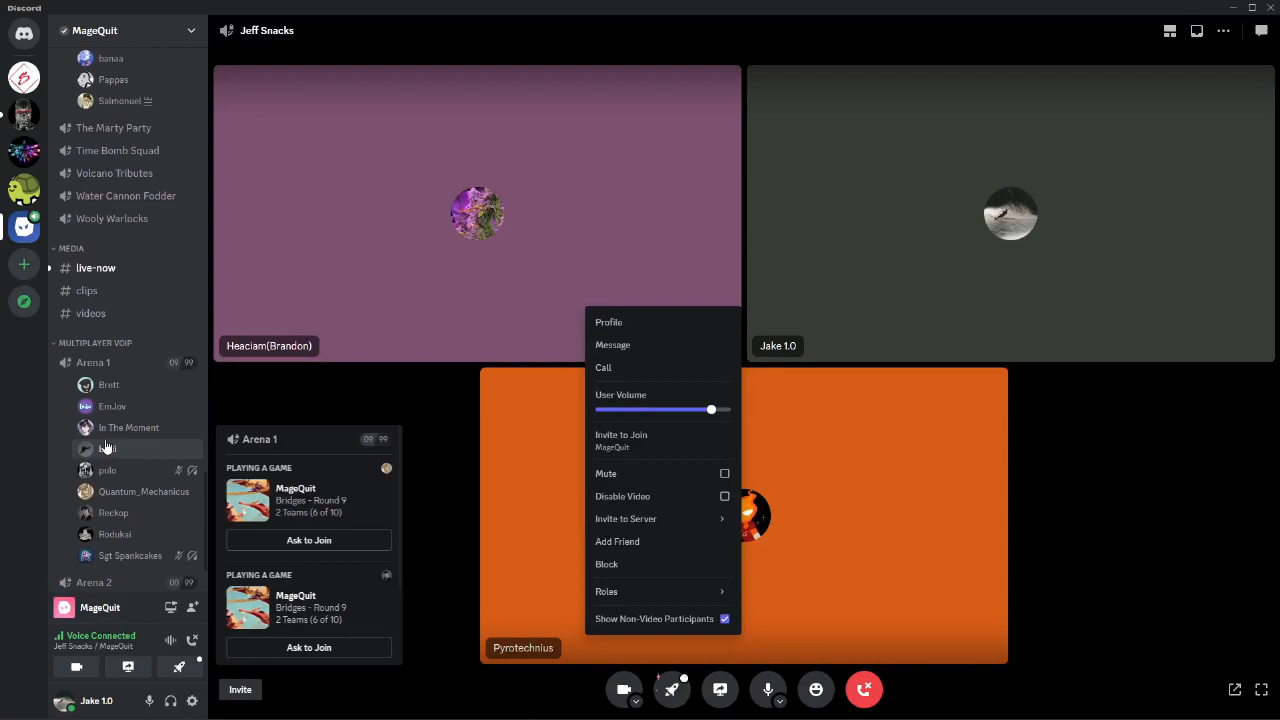 Discord
MageQuit
banaa
Pappas
Salmonuel
The Marty Party
Time Bomb Squad
Volcano Tributes
Water Cannon Fodder
Wooly Warlocks
MEDIA
live-now
clips
videos
MULTIPLAYER VOIP
Arena 1 09 99
Brett
EmJov
In The Moment
pulo
Quantum_Mechanicus
Reckop
Rodukai
Sgt Spankcakes
Arena 2 00 99
MageQuit
Voice Connected
Jeff Snacks / MageQuit
Jake 1.0
Jeff Snacks
Heaciam(Brandon)
Jake 1.0
Arena 1 09 99
PLAYING A GAME
MageQuit
Bridges - Round 9
2 Teams (6 of 10)
Ask to Join
PLAYING A GAME
MageQuit
Bridges - Round 9
2 Teams (6 of 10)
Ask to Join
Profile
Message
Call
User Volume
Invite to Join
MageQuit
Mute
Disable Video
Invite to Server
Add Friend
Block
Roles
Show Non-Video Participants
Pyrotechnius
Invite